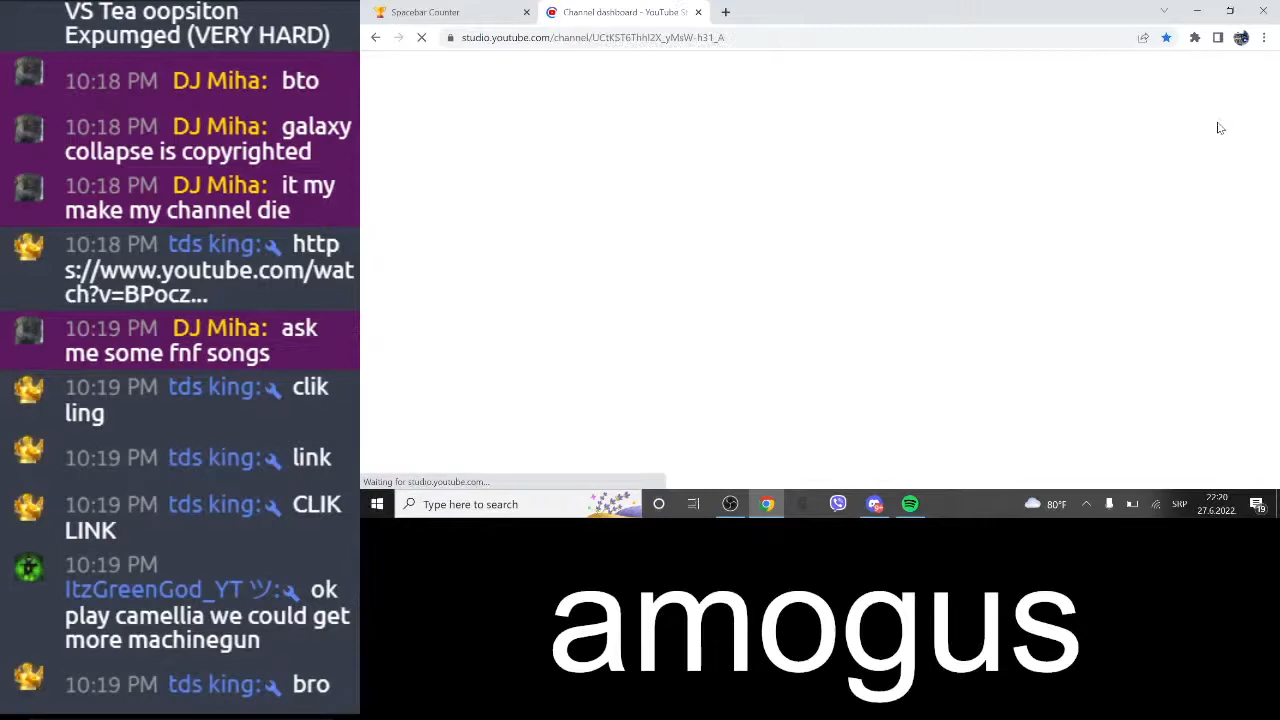 VS Tea oopsiton
Expumged (VERY HARD)
10:18 PM DJ Miha: bto
10:18 PM DJ Miha: galaxy
collapse is copyrighted
10:18 PM DJ Miha: it my
make my channel die
10:18 PM tds king: http
s://www.youtube.com/wat
ch?v=BPocz...
10:19 PM DJ Miha: ask
me some fnf songs
10:19 PM tds king: clik
ling
10:19 PM tds king: link
10:19 PM tds king: CLIK
LINK
10:19 PM
ItzGreenGod_YT ツ: ok
play camellia we could get
more machinegun
10:19 PM tds king: bro
Spacebar Counter
Channel dashboard - YouTube St
studio.youtube.com/channel/UCtKST6Thhl2X_yMsW-h31_A
Waiting for studio.youtube.com...
Type here to search
80°F
SRP
22:20
27.6.2022.
amogus